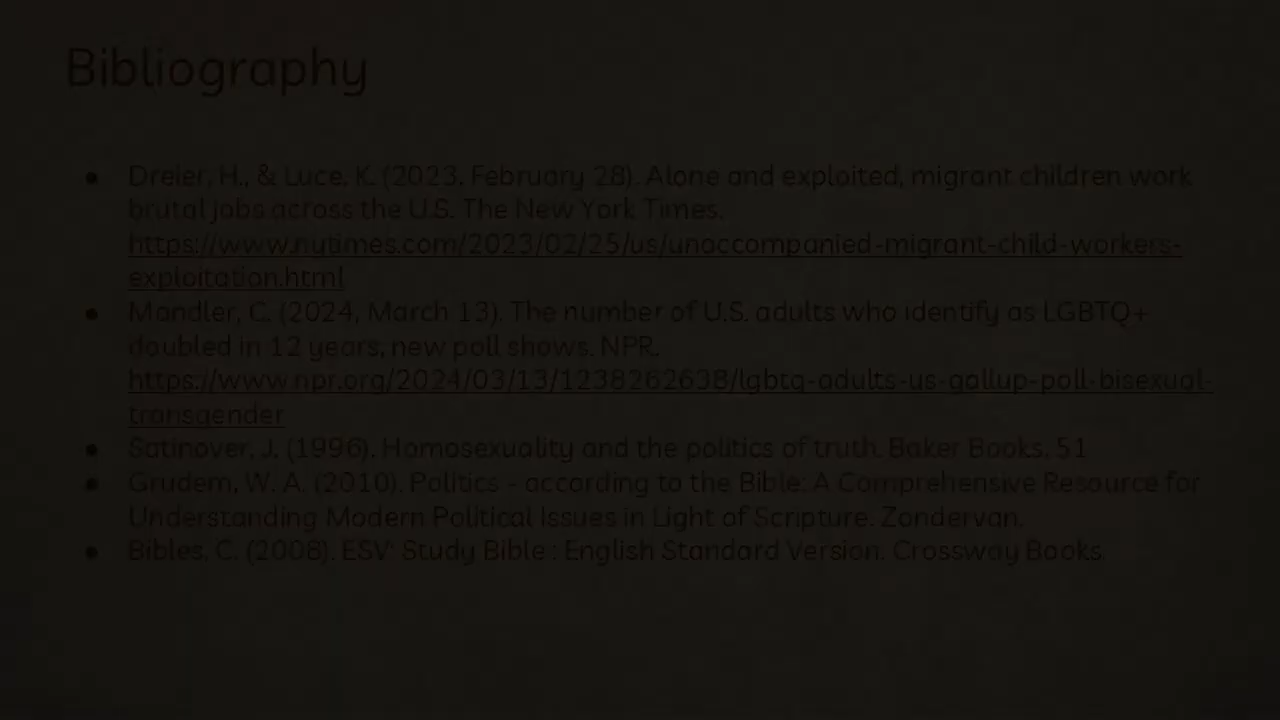 Bibliography
● Dreier, H., & Luce, K. (2023, February 28). Alone and exploited, migrant children work
brutal jobs across the U.S. The New York Times.
https://www.nytimes.com/2023/02/25/us/unaccompanied-migrant-child-workers-
exploitation.html
● Mandler, C. (2024, March 13). The number of U.S. adults who identify as LGBTQ+
doubled in 12 years, new poll shows. NPR.
https://www.npr.org/2024/03/13/1238262638/lgbtq-adults-us-gallup-poll-bisexual-
transgender
● Satinover, J. (1996). Homosexuality and the politics of truth. Baker Books. 51
● Grudem, W. A. (2010). Politics - according to the Bible: A Comprehensive Resource for
Understanding Modern Political Issues in Light of Scripture. Zondervan.
● Bibles, C. (2008). ESV: Study Bible : English Standard Version. Crossway Books.